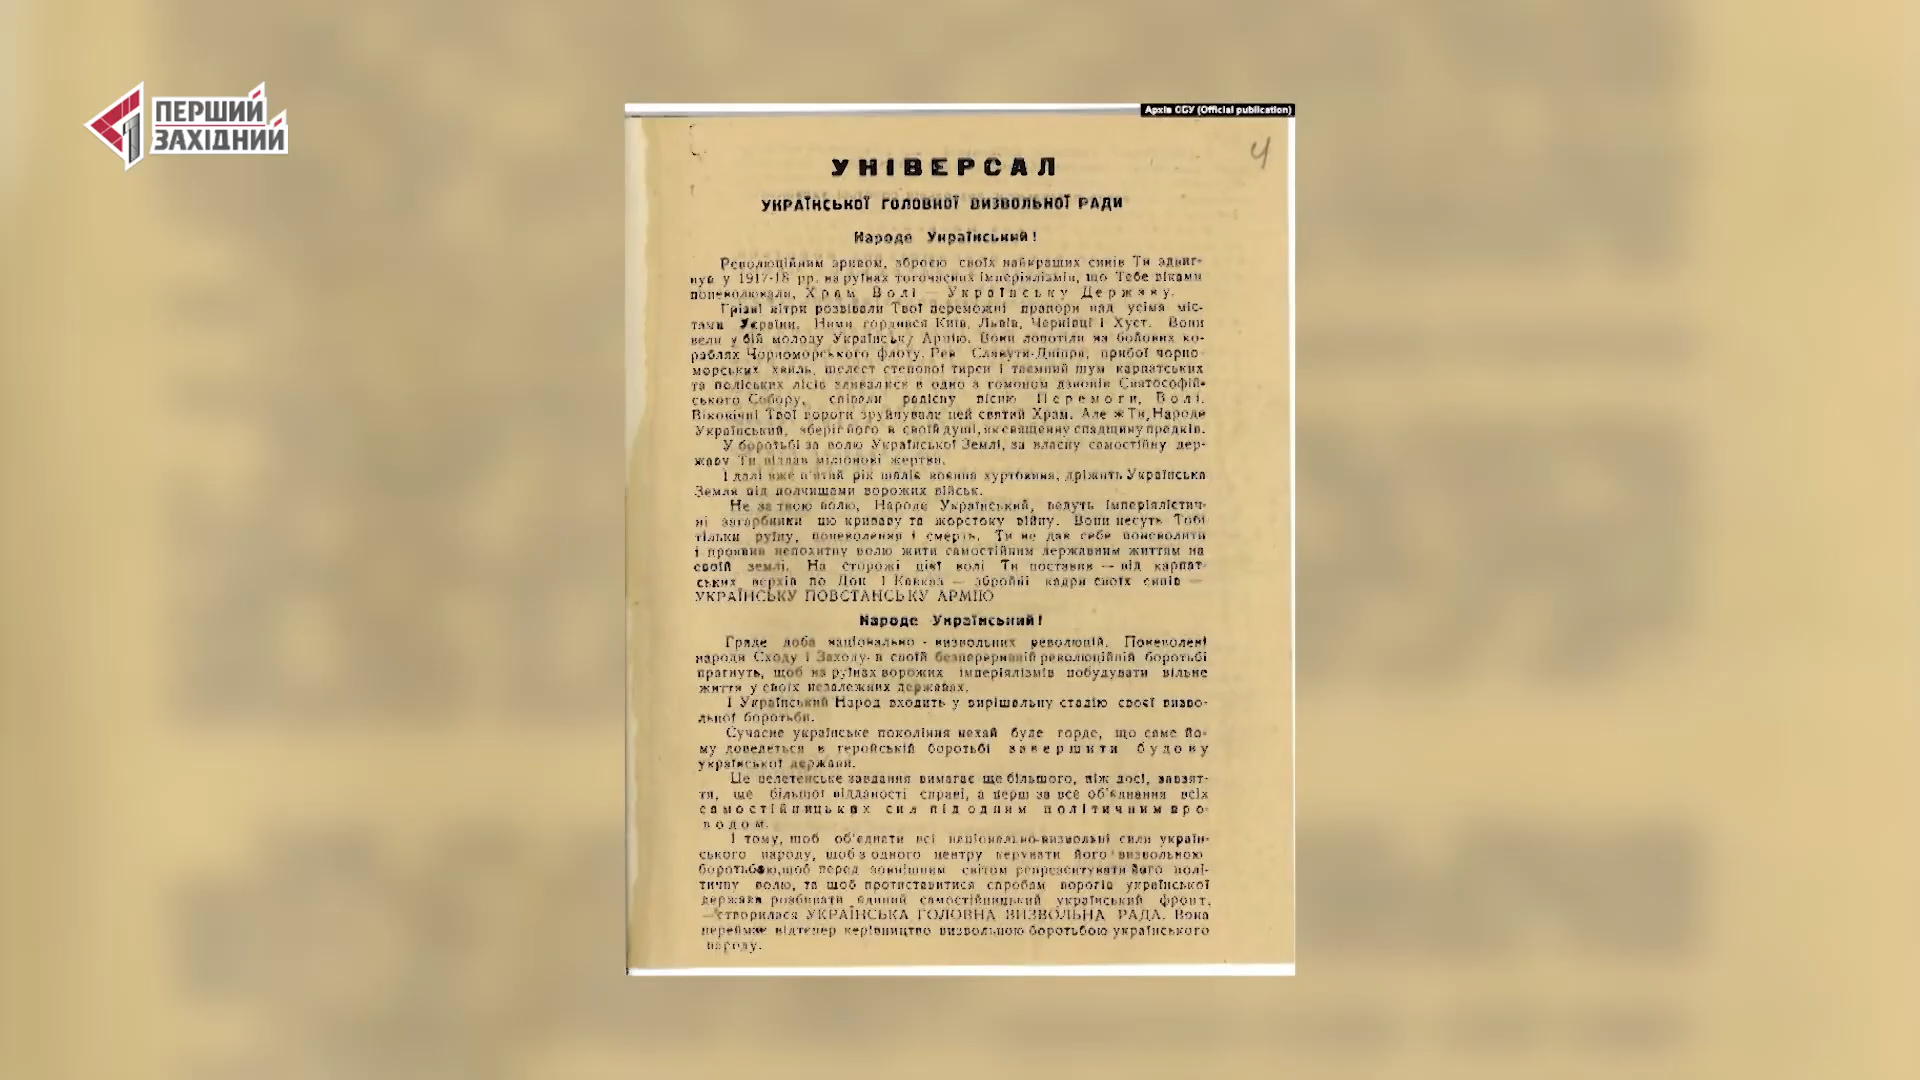 ПЕРШИЙ
ЗАХІДНИЙ
Архів СБУ (Official publication)
4
УНІВЕРСАЛ
УКРАЇНСЬКОЇ ГОЛОВНОЇ ВИЗВОЛЬНОЇ РАДИ
Народе Український!
Революційним зривом, зброєю своїх найкращих синів Ти здвиг-
нув у 1917-18 рр. на руїнах тогочасних імперіялізмів, що Тебе віками
поневолювали, Храм Волі — Українську Державу.
Грізні вітри розвівали Твої переможні прапори над усіма міс-
тами України. Ними гордився Київ, Львів, Чернівці і Хуст. Вони
вели у бій молоду Українську Армію. Вони лопотіли на бойових ко-
раблях Чорноморського флоту. Рев Славути-Дніпра, прибої чорно-
морських хвиль, шелест степової тирси і таємний шум карпатських
та поліських лісів зливалися в одно з гомоном дзвонів Святософій-
ського Собору, співали радісну пісню Перемоги, Волі.
Віковічні Твої вороги зруйнували цей святий Храм. Але ж Ти, Народе
Український, зберіг його в своїй душі, як священну спадщину предків.
У боротьбі за волю Української Землі, за власну самостійну дер-
жаву Ти віддав міліонові жертви.
І далі вже п'ятий рік шаліє воєнна хуртовина, дріжить Українська
Земля під полчищами ворожих військ.
Не за твою волю, Народе Український, ведуть імперіялістич-
ні загарбники цю криваву та жорстоку війну. Вони несуть Тобі
тільки руїну, поневолення і смерть. Ти не дав себе поневолити
і проявив непохитну волю жити самостійним державним життям на
своїй землі. На сторожі цієї волі Ти поставив — від карпат-
ських верхів по Дон і Кавказ — збройні кадри своїх синів —
УКРАЇНСЬКУ ПОВСТАНСЬКУ АРМІЮ
Народе Український!
Гряде доба національно - визвольних революцій. Поневолені
народи Сходу і Заходу в своїй безперервній революційній боротьбі
прагнуть, щоб на руїнах ворожих імперіялізмів побудувати вільне
життя у своїх незалежних державах.
І Український Народ входить у вирішальну стадію своєї визво-
льної боротьби.
Сучасне українське покоління нехай буде горде, що саме йо-
му доведеться в геройській боротьбі завершити будову
української держави.
Це велетенське завдання вимагає ще більшого, ніж досі, завзят-
тя, ще більшої відданості справі, а перш за все об'єднання всіх
самостійницьких сил під одним політичним про-
водом.
І тому, щоб об'єднати всі національно-визвольні сили україн-
ського народу, щоб з одного центру керувати його визвольною
боротьбою, щоб перед зовнішним світом репрезентувати його полі-
тичну волю, та щоб протиставитися спробам ворогів української
держави розбивати єдиний самостійницький український фронт,
— створилася УКРАЇНСЬКА ГОЛОВНА ВИЗВОЛЬНА РАДА. Вона
переймає відтепер керівництво визвольною боротьбою українського
народу.